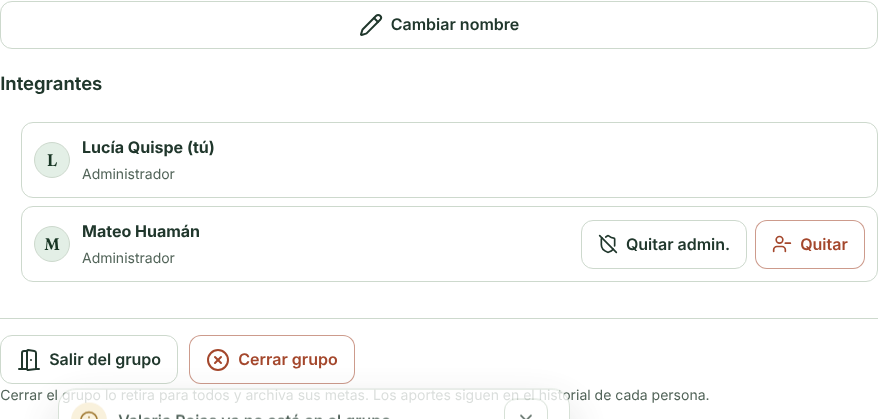 Cambiar nombre
Integrantes
L
Lucía Quispe (tú)
Administrador
M
Mateo Huamán
Administrador
Quitar admin.
Quitar
Salir del grupo
Cerrar grupo
Cerrar el grupo lo retira para todos y archiva sus metas. Los aportes siguen en el historial de cada persona.